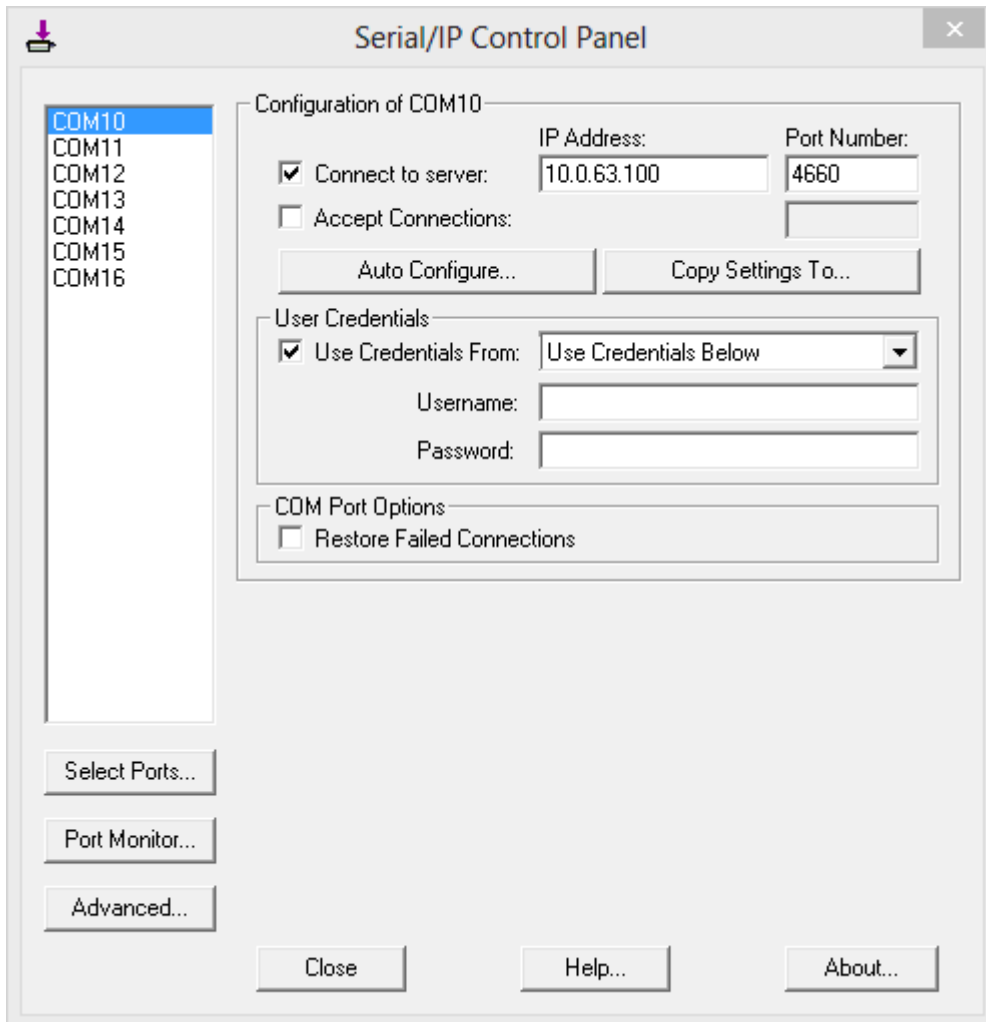 Serial/IP Control Panel
COM10
COM11
COM12
COM13
COM14
COM15
COM16
Select Ports...
Port Monitor...
Advanced...
Configuration of COM10
IP Address: Port Number:
Connect to server: 10.0.63.100 4660
Accept Connections:
Auto Configure... Copy Settings To...
User Credentials
Use Credentials From: Use Credentials Below
Username:
Password:
COM Port Options
Restore Failed Connections
Close Help... About...